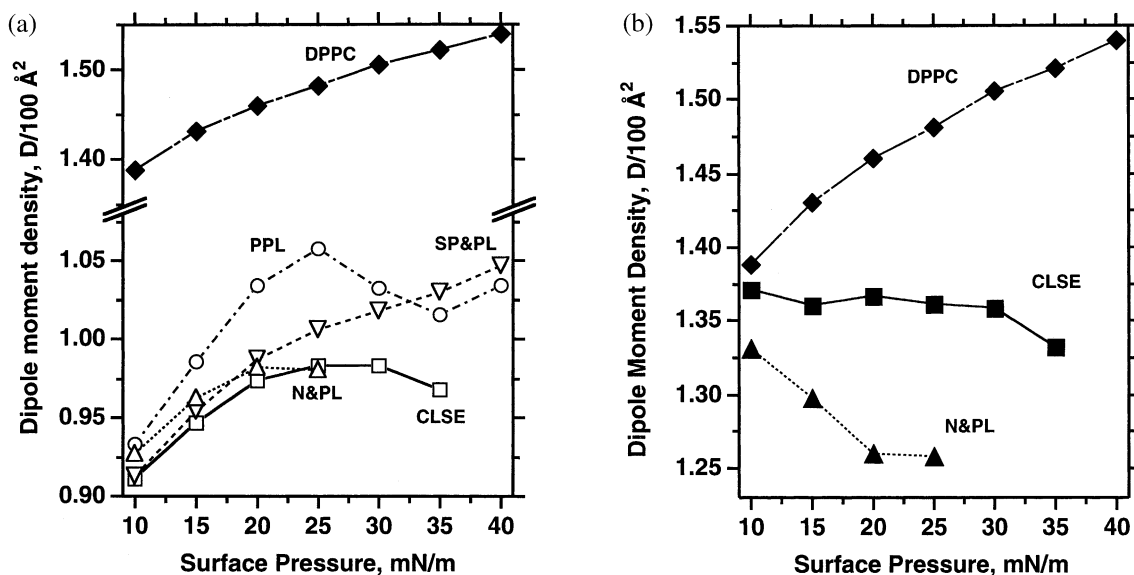 (a)
Dipole moment density, D/100 Å²
1.50
1.40
1.05
1.00
0.95
0.90
DPPC
PPL
SP&PL
N&PL
CLSE
10 15 20 25 30 35 40
Surface Pressure, mN/m
(b)
Dipole Moment Density, D/100 Å²
1.55
1.50
1.45
1.40
1.35
1.30
1.25
DPPC
CLSE
N&PL
10 15 20 25 30 35 40
Surface Pressure, mN/m